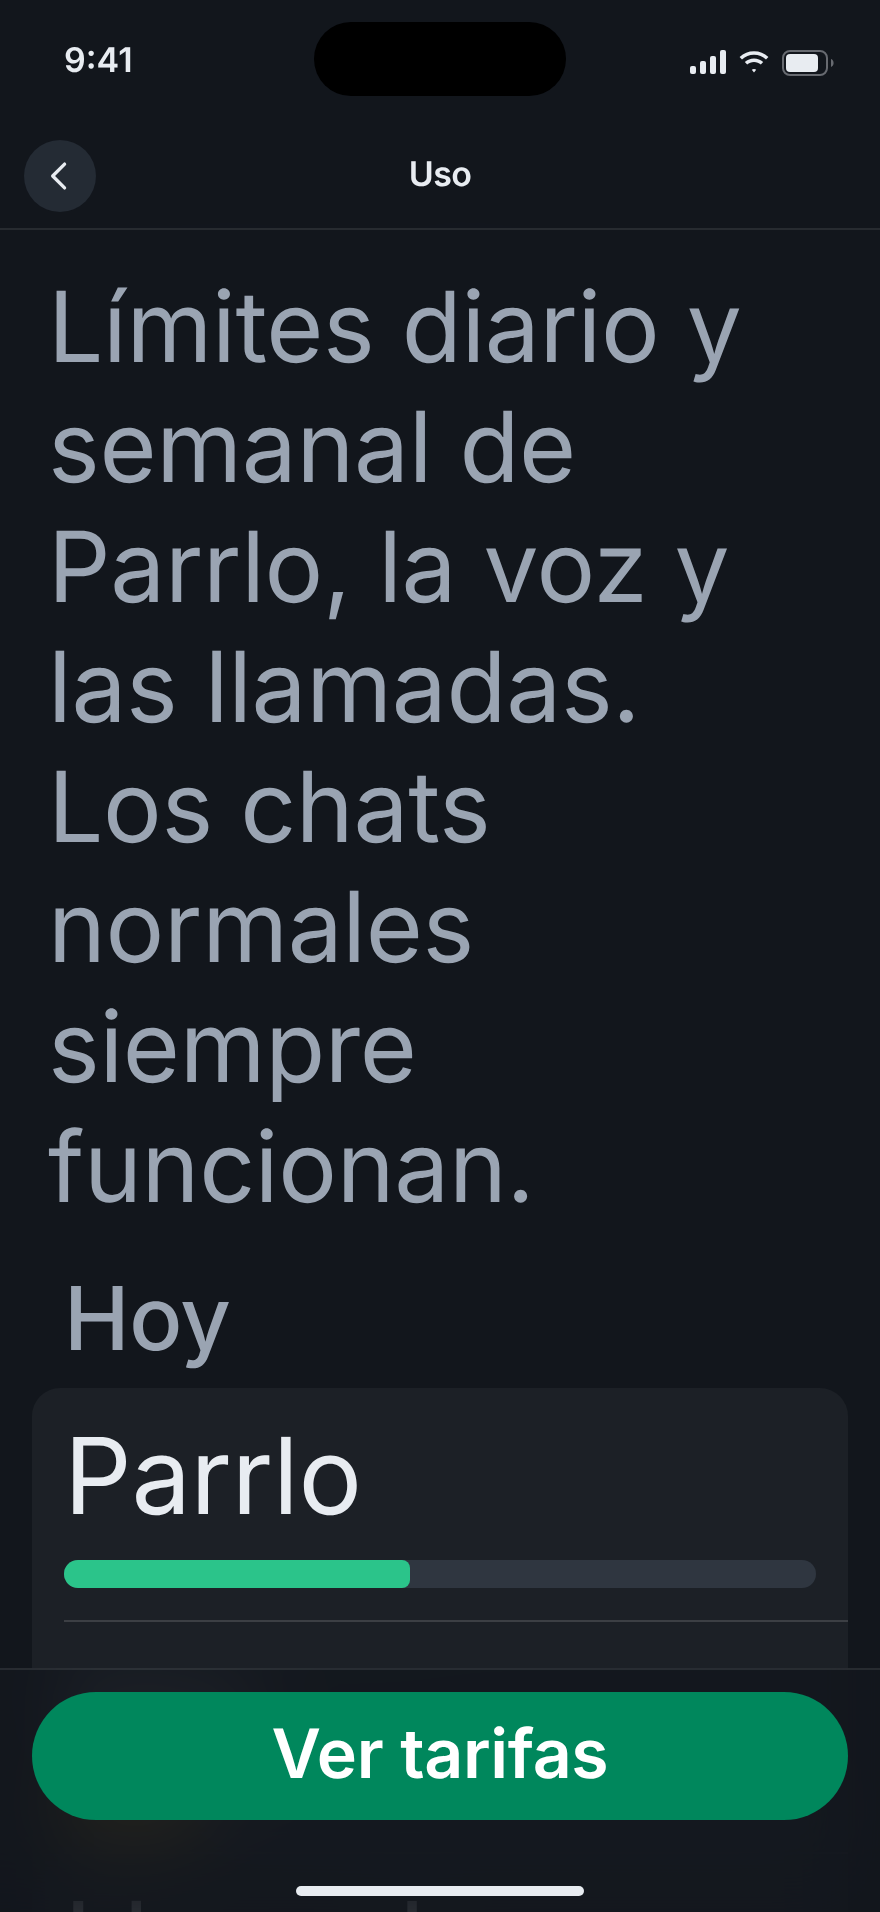 9:41
Uso
Límites diario y
semanal de
Parrlo, la voz y
las llamadas.
Los chats
normales
siempre
funcionan.
Hoy
Parrlo
Ver tarifas